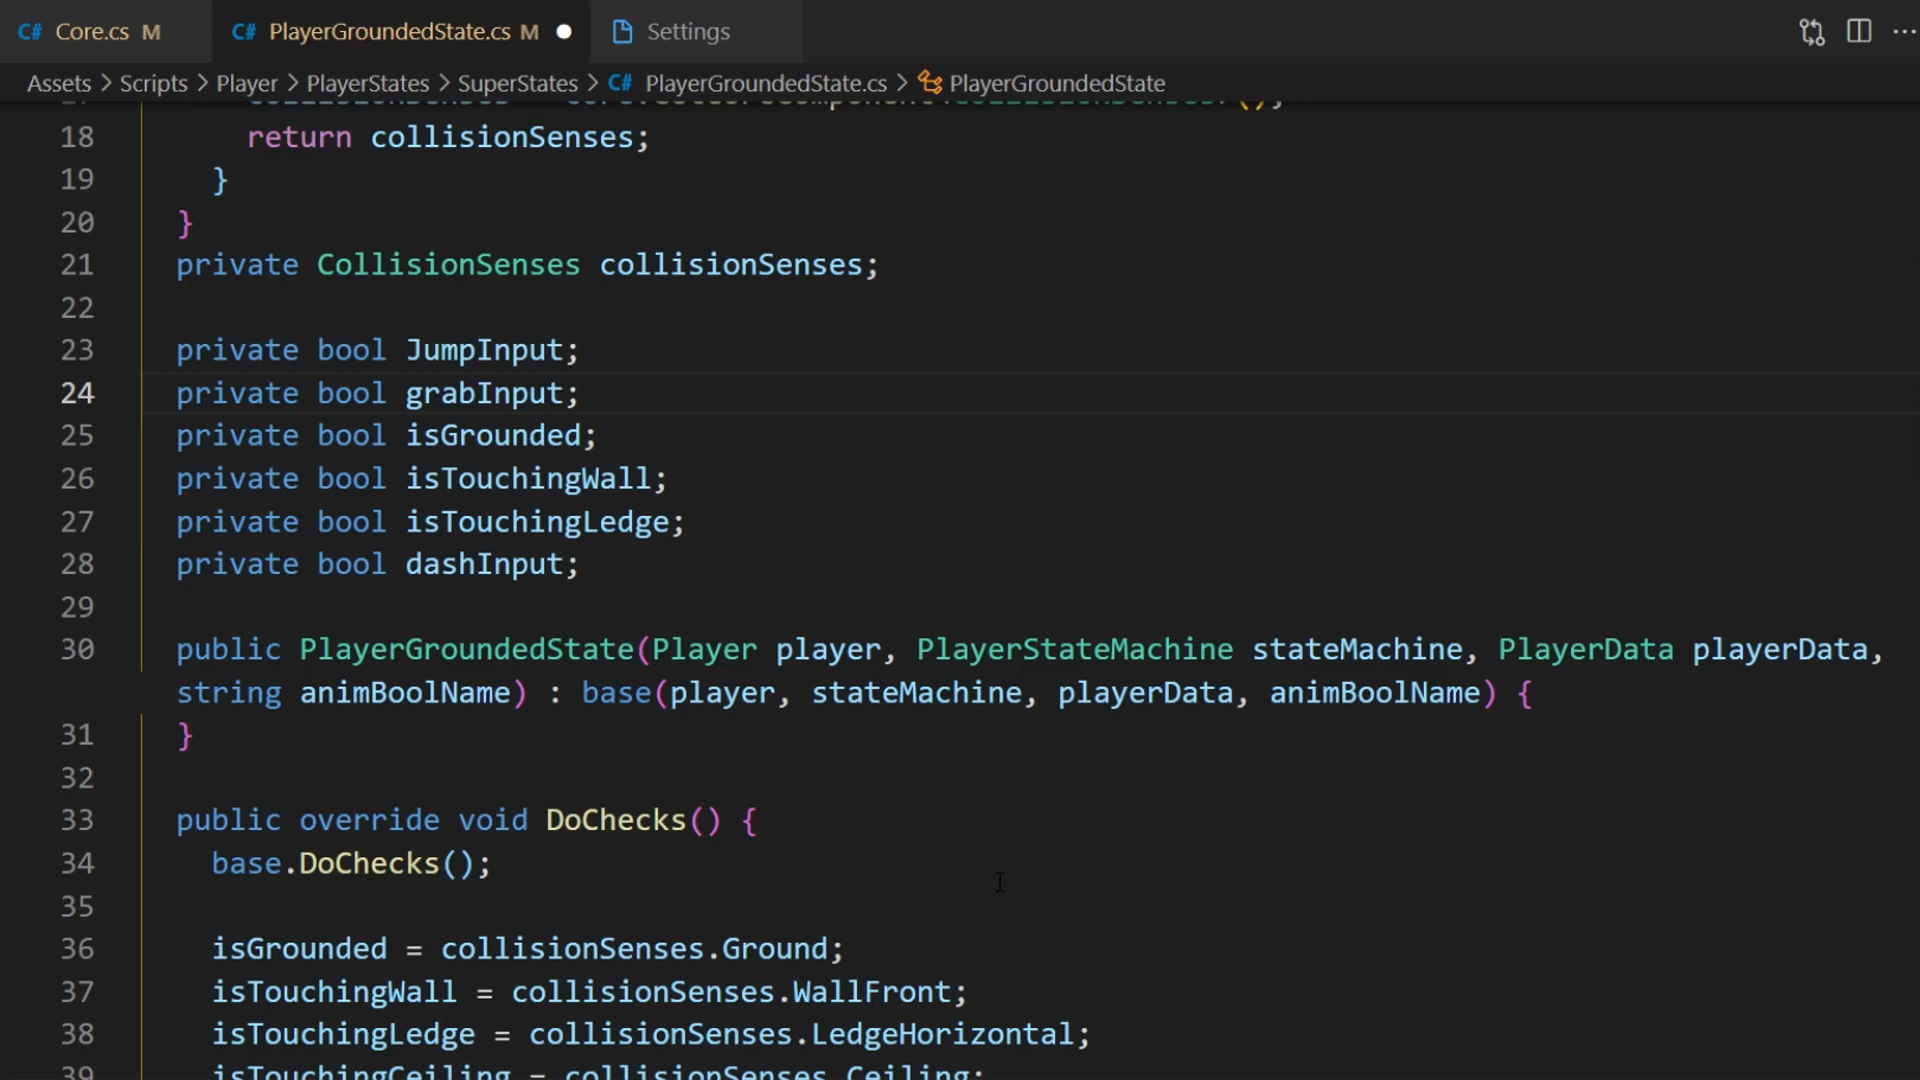 C# Core.cs M C# PlayerGroundedState.cs M Settings
Assets > Scripts > Player > PlayerStates > SuperStates > C# PlayerGroundedState.cs > PlayerGroundedState
18 return collisionSenses;
19 }
20 }
21 private CollisionSenses collisionSenses;
22
23 private bool JumpInput;
24 private bool grabInput;
25 private bool isGrounded;
26 private bool isTouchingWall;
27 private bool isTouchingLedge;
28 private bool dashInput;
29
30 public PlayerGroundedState(Player player, PlayerStateMachine stateMachine, PlayerData playerData,
string animBoolName) : base(player, stateMachine, playerData, animBoolName) {
31 }
32
33 public override void DoChecks() {
34 base.DoChecks();
35
36 isGrounded = collisionSenses.Ground;
37 isTouchingWall = collisionSenses.WallFront;
38 isTouchingLedge = collisionSenses.LedgeHorizontal;
39 isTouchingCeiling = collisionSenses.Ceiling;